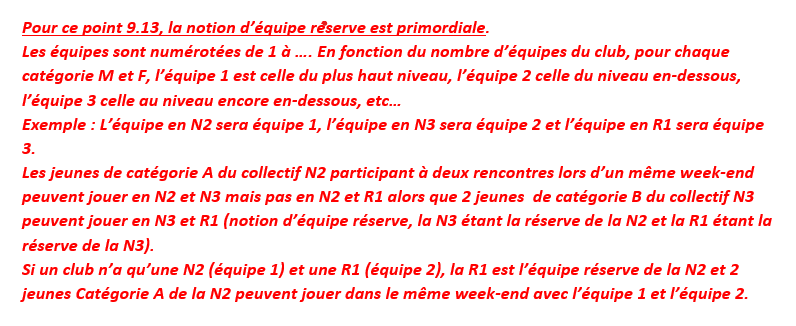 Pour ce point 9.13, la notion d’équipe réserve est primordiale.
Les équipes sont numérotées de 1 à …. En fonction du nombre d’équipes du club, pour chaque
catégorie M et F, l’équipe 1 est celle du plus haut niveau, l’équipe 2 celle du niveau en-dessous,
l’équipe 3 celle au niveau encore en-dessous, etc…
Exemple : L’équipe en N2 sera équipe 1, l’équipe en N3 sera équipe 2 et l’équipe en R1 sera équipe
3.
Les jeunes de catégorie A du collectif N2 participant à deux rencontres lors d’un même week-end
peuvent jouer en N2 et N3 mais pas en N2 et R1 alors que 2 jeunes  de catégorie B du collectif N3
peuvent jouer en N3 et R1 (notion d’équipe réserve, la N3 étant la réserve de la N2 et la R1 étant la
réserve de la N3).
Si un club n’a qu’une N2 (équipe 1) et une R1 (équipe 2), la R1 est l’équipe réserve de la N2 et 2
jeunes Catégorie A de la N2 peuvent jouer dans le même week-end avec l’équipe 1 et l’équipe 2.